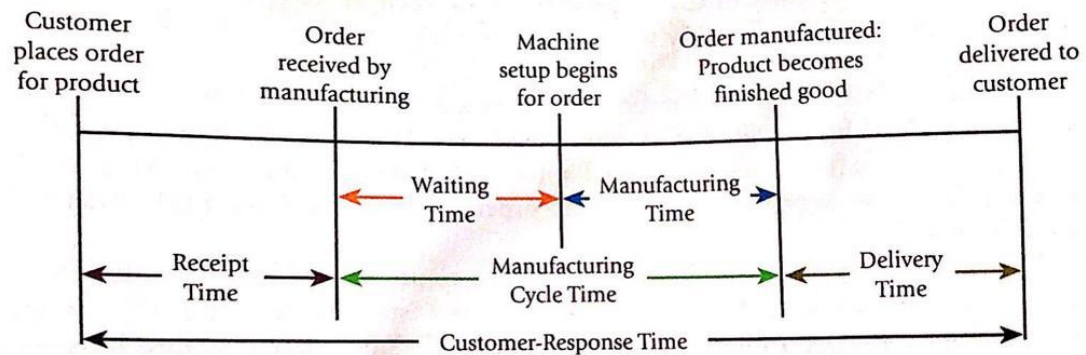 Customer
places order
for product
Order
received by
manufacturing
Machine
setup begins
for order
Order manufactured:
Product becomes
finished good
Order
delivered to
customer
Waiting
Time
Manufacturing
Time
Receipt
Time
Manufacturing
Cycle Time
Delivery
Time
Customer-Response Time